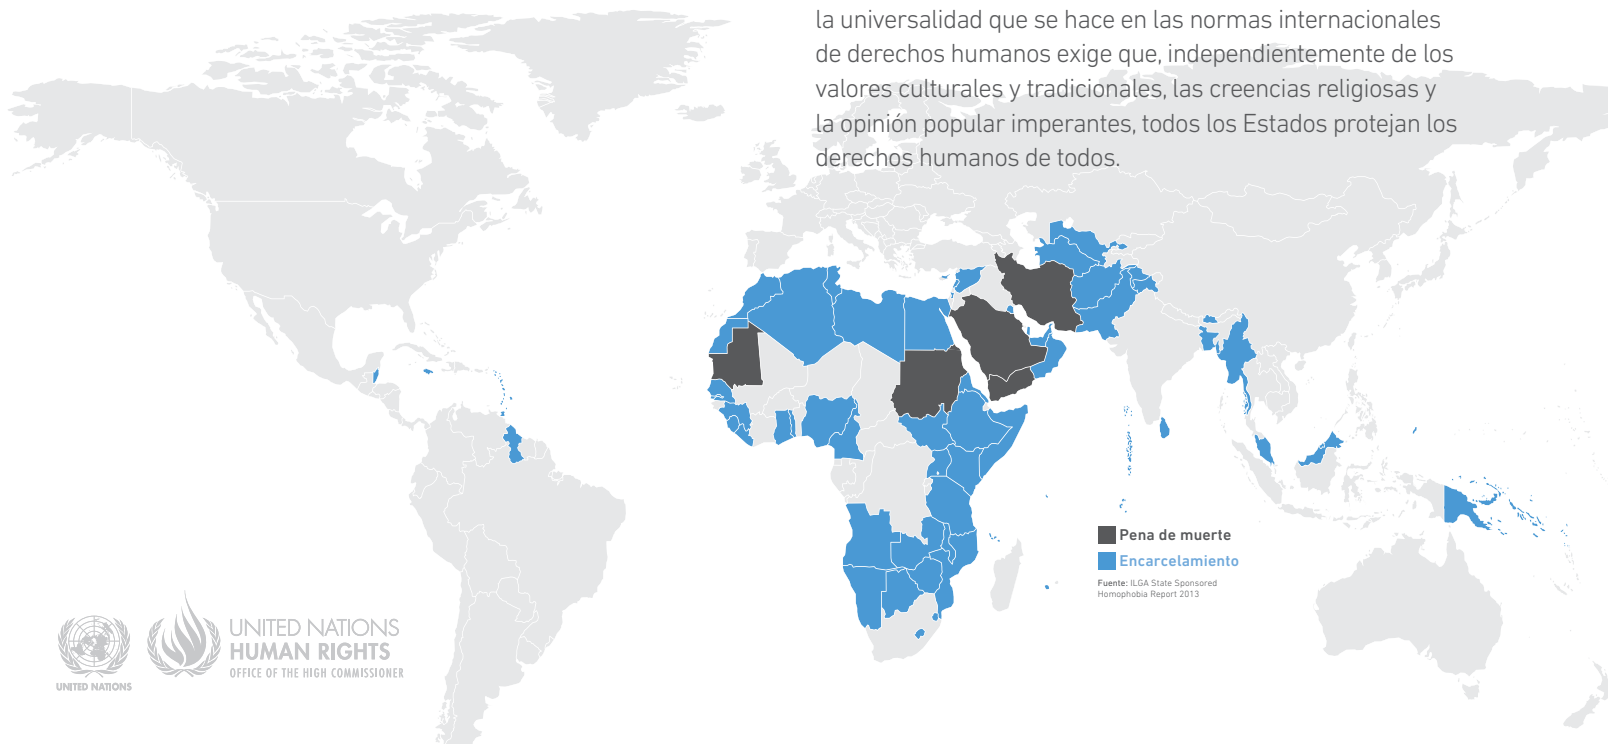 la universalidad que se hace en las normas internacionales
de derechos humanos exige que, independientemente de los
valores culturales y tradicionales, las creencias religiosas y
la opinión popular imperantes, todos los Estados protejan los
derechos humanos de todos.
Pena de muerte
Encarcelamiento
Fuente: ILGA State Sponsored
Homophobia Report 2013
UNITED NATIONS
UNITED NATIONS
HUMAN RIGHTS
OFFICE OF THE HIGH COMMISSIONER